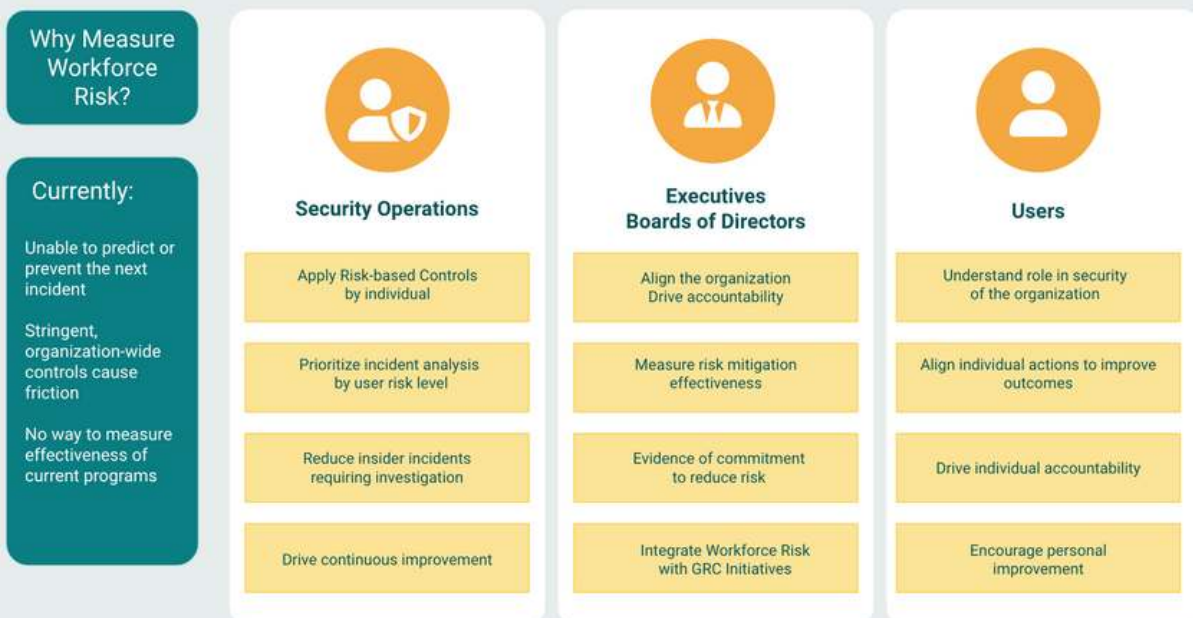 Why Measure
Workforce
Risk?
Currently:
Unable to predict or
prevent the next
incident
Stringent,
organization-wide
controls cause
friction
No way to measure
effectiveness of
current programs
Security Operations
Apply Risk-based Controls
by individual
Prioritize incident analysis
by user risk level
Reduce insider incidents
requiring investigation
Drive continuous improvement
Executives
Boards of Directors
Align the organization
Drive accountability
Measure risk mitigation
effectiveness
Evidence of commitment
to reduce risk
Integrate Workforce Risk
with GRC Initiatives
Users
Understand role in security
of the organization
Align individual actions to improve
outcomes
Drive individual accountability
Encourage personal
improvement